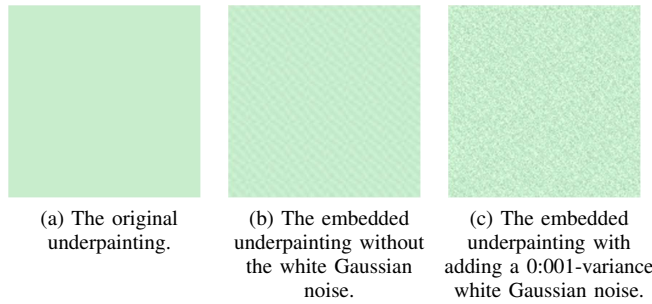 (a) The original
underpainting.
(b) The embedded
underpainting without
the white Gaussian
noise.
(c) The embedded
underpainting with
adding a 0:001-variance
white Gaussian noise.